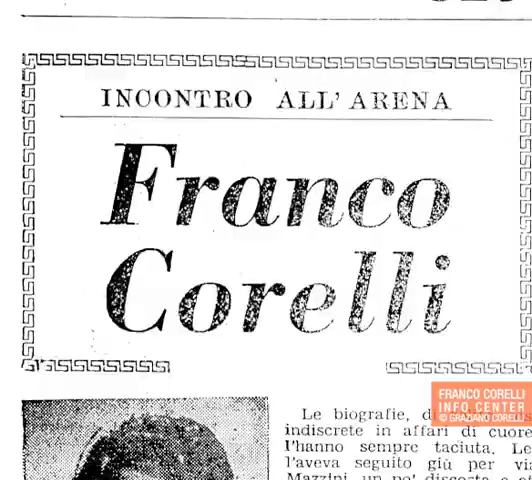 INCONTRO ALL' ARENA
Franco
Corelli
FRANCO CORELLI
INFO CENTER
© GRAZIANO CORELLI
Le biografie,
indiscrete in affari di cuore
l'hanno sempre taciuta. Le
l'aveva seguito giù per via
Mazzini, un po' discosta